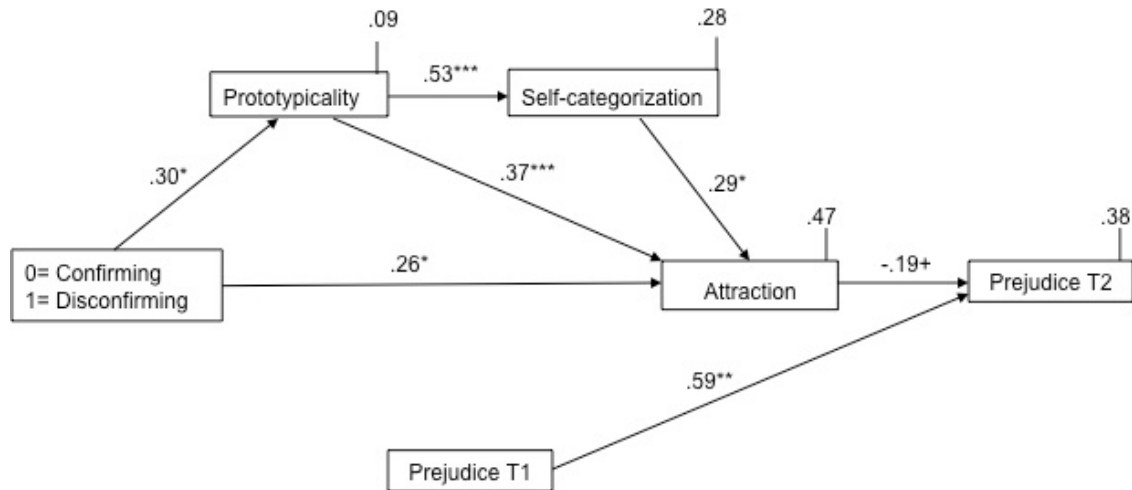 .09
.28
.53***
Prototypicality
Self-categorization
.37***
.30*
.29*
.47
.38
0= Confirming
1= Disconfirming
.26*
Attraction
-.19+
Prejudice T2
.59**
Prejudice T1